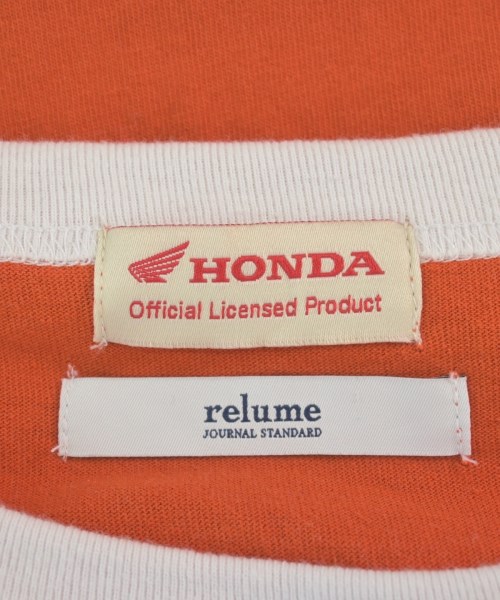 HONDA
Official Licensed Product
relume
JOURNAL STANDARD